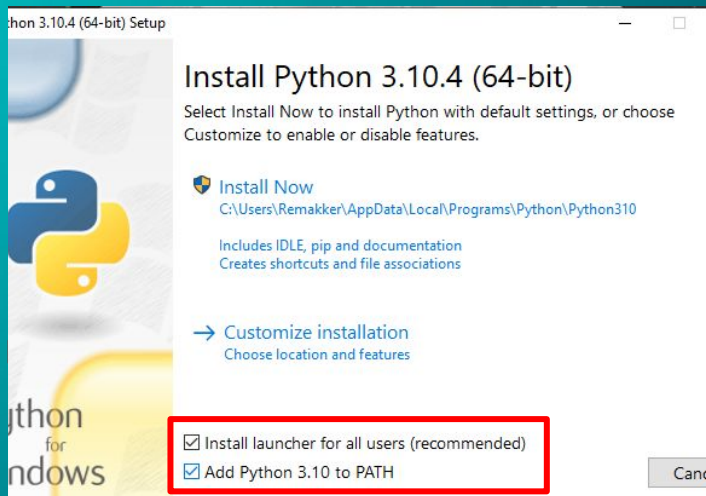 thon 3.10.4 (64-bit) Setup
Install Python 3.10.4 (64-bit)
Select Install Now to install Python with default settings, or choose
Customize to enable or disable features.
Install Now
C:\Users\Remakker\AppData\Local\Programs\Python\Python310
Includes IDLE, pip and documentation
Creates shortcuts and file associations
Customize installation
Choose location and features
ython
for
ndows
Install launcher for all users (recommended)
Add Python 3.10 to PATH
Canc